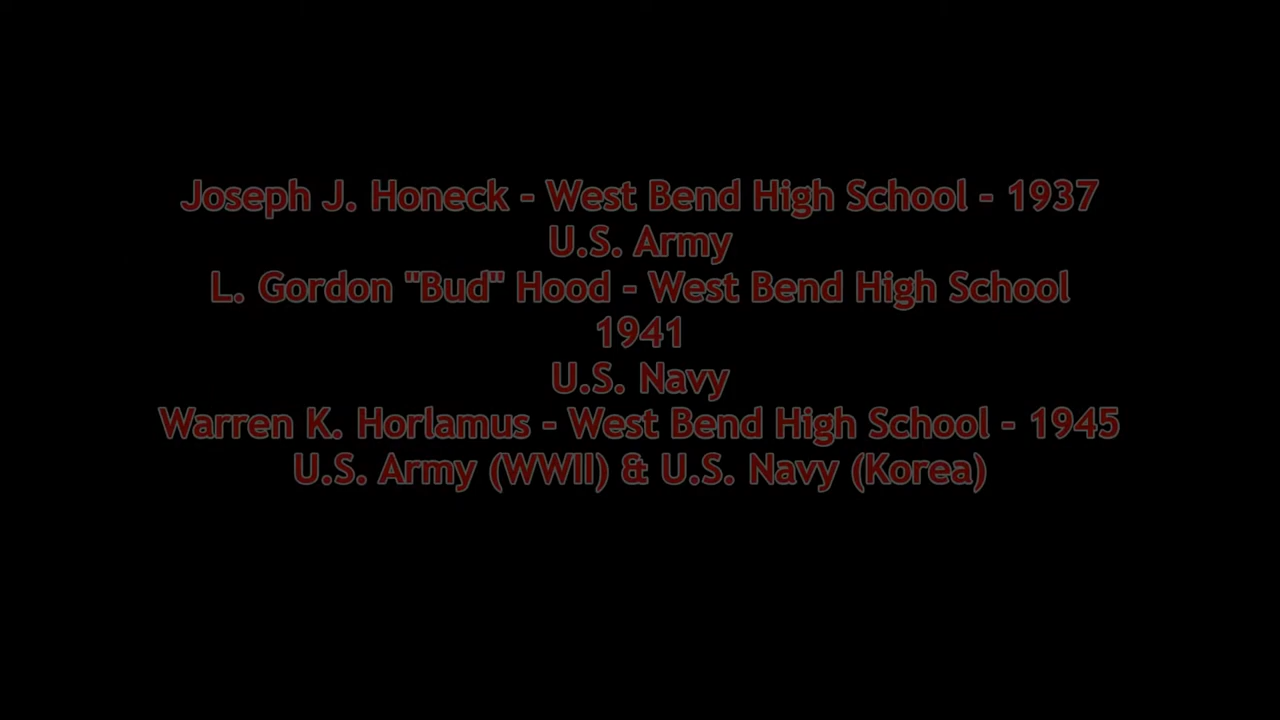 Joseph J. Honeck - West Bend High School - 1937
U.S. Army
L. Gordon "Bud" Hood - West Bend High School
1941
U.S. Navy
Warren K. Horlamus - West Bend High School - 1945
U.S. Army (WWII) & U.S. Navy (Korea)